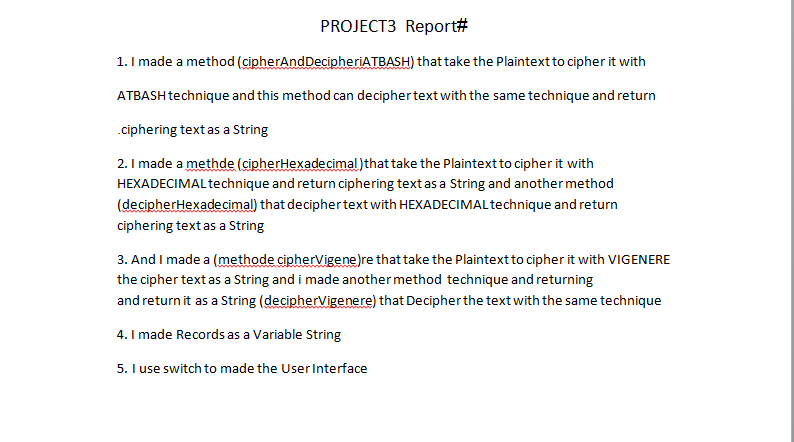 PROJECT3 Report#
1. I made a method (cipherAndDecipheriATBASH) that take the Plaintext to cipher it with
ATBASH technique and this method can decipher text with the same technique and return
.ciphering text as a String
2. I made a methde (cipherHexadecimal )that take the Plaintext to cipher it with
HEXADECIMAL technique and return ciphering text as a String and another method
(decipherHexadecimal) that decipher text with HEXADECIMAL technique and return
ciphering text as a String
3. And I made a (methode cipherVigene)re that take the Plaintext to cipher it with VIGENERE
the cipher text as a String and i made another method technique and returning
and return it as a String (decipherVigenere) that Decipher the text with the same technique
4. I made Records as a Variable String
5. I use switch to made the User Interface